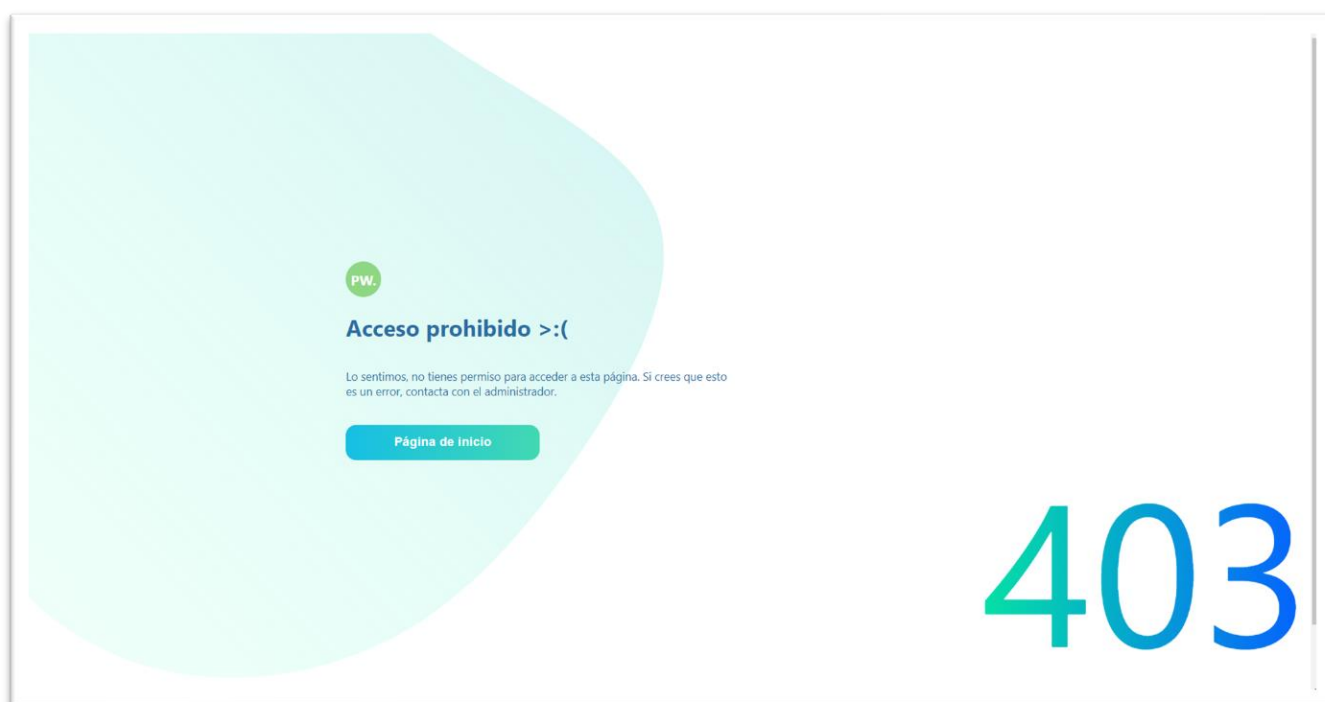 PW.
Acceso prohibido >:(
Lo sentimos, no tienes permiso para acceder a esta página. Si crees que esto
es un error, contacta con el administrador.
Página de inicio
403